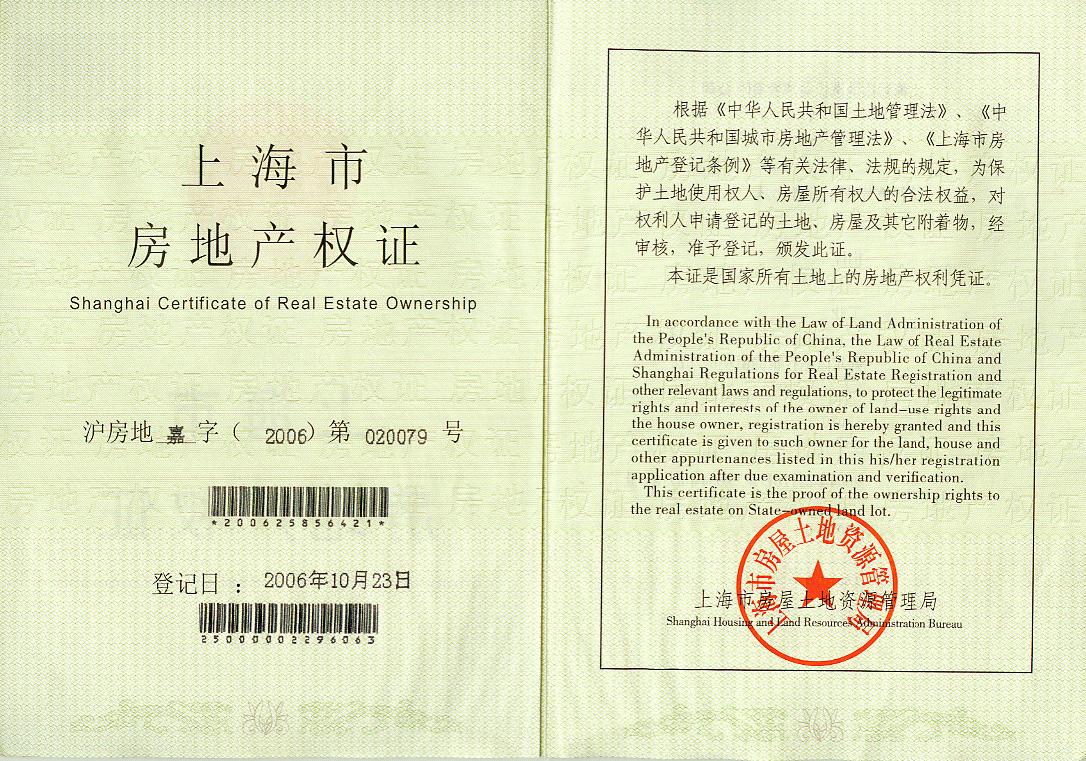 上海市
房地产权证
Shanghai Certificate of Real Estate Ownership
沪房地 嘉 字（ 2006）第 020079 号
*200625856421*
登记日 ： 2006年10月23日
2500002296063
根据《中华人民共和国土地管理法》、《中
华人民共和国城市房地产管理法》、《上海市房
地产登记条例》等有关法律、法规的规定，为保
护土地使用权人、房屋所有权人的合法权益，对
权利人申请登记的土地、房屋及其它附着物，经
审核，准予登记，颁发此证。
本证是国家所有土地上的房地产权利凭证。
In accordance with the Law of Land Administration of
the People's Republic of China, the Law of Real Estate
Administration of the People's Republic of China and
Shanghai Regulations for Real Estate Registration and
other relevant laws and regulations, to protect the legitimate
rights and interests of the owner of land-use rights and
the house owner, registration is hereby granted and this
certificate is given to such owner for the land, house and
other appurtenances listed in this his/her registration
application after due examination and verification.
This certificate is the proof of the ownership rights to
the real estate on State-owned land lot.
上海市房屋土地资源管理局
上海市房屋土地资源管理局
Shanghai Housing and Land Resources Administration Bureau